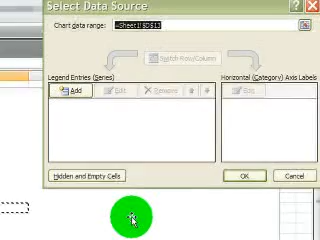 Select Data Source
Chart data range: =Sheet1!$D$13
Switch Row/Column
Legend Entries (Series)
Horizontal (Category) Axis Labels
Add Edit Remove
Edit
Hidden and Empty Cells
OK Cancel